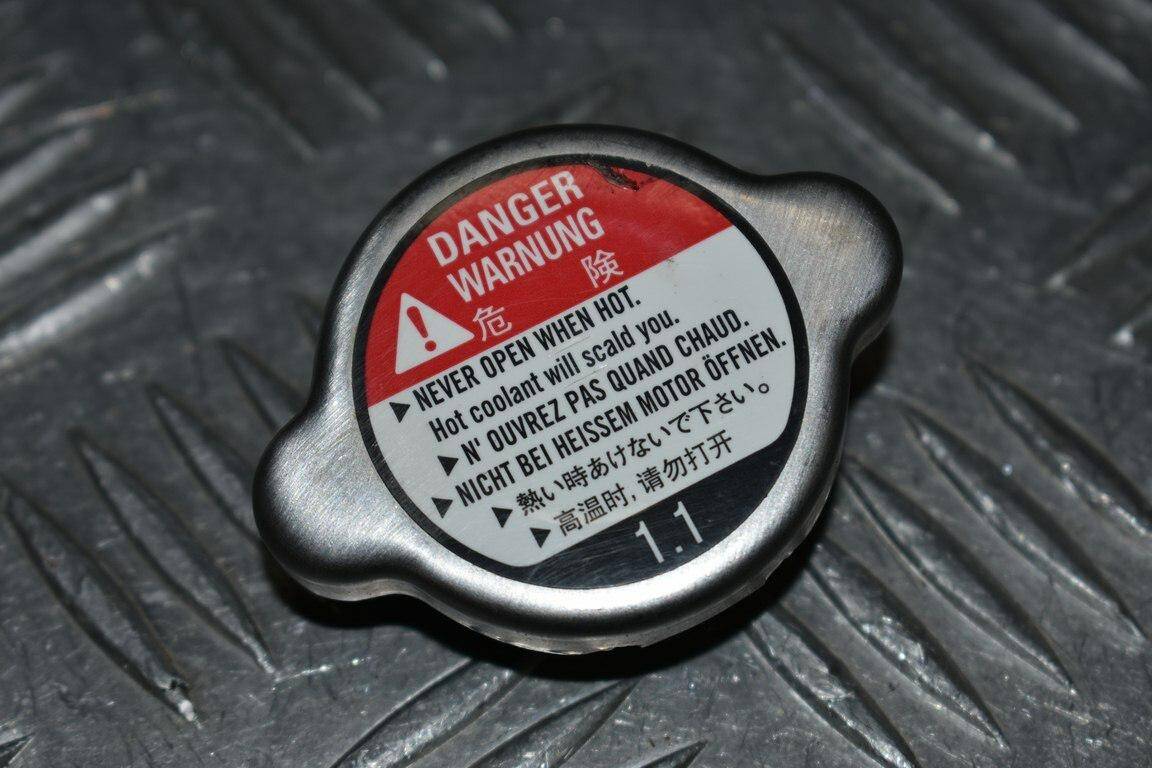 DANGER
WARNUNG
危 険
NEVER OPEN WHEN HOT.
Hot coolant will scald you.
N' OUVREZ PAS QUAND CHAUD.
NICHT BEI HEISSEM MOTOR ÖFFNEN.
熱い時あけないで下さい。
高温时,请勿打开
1.1